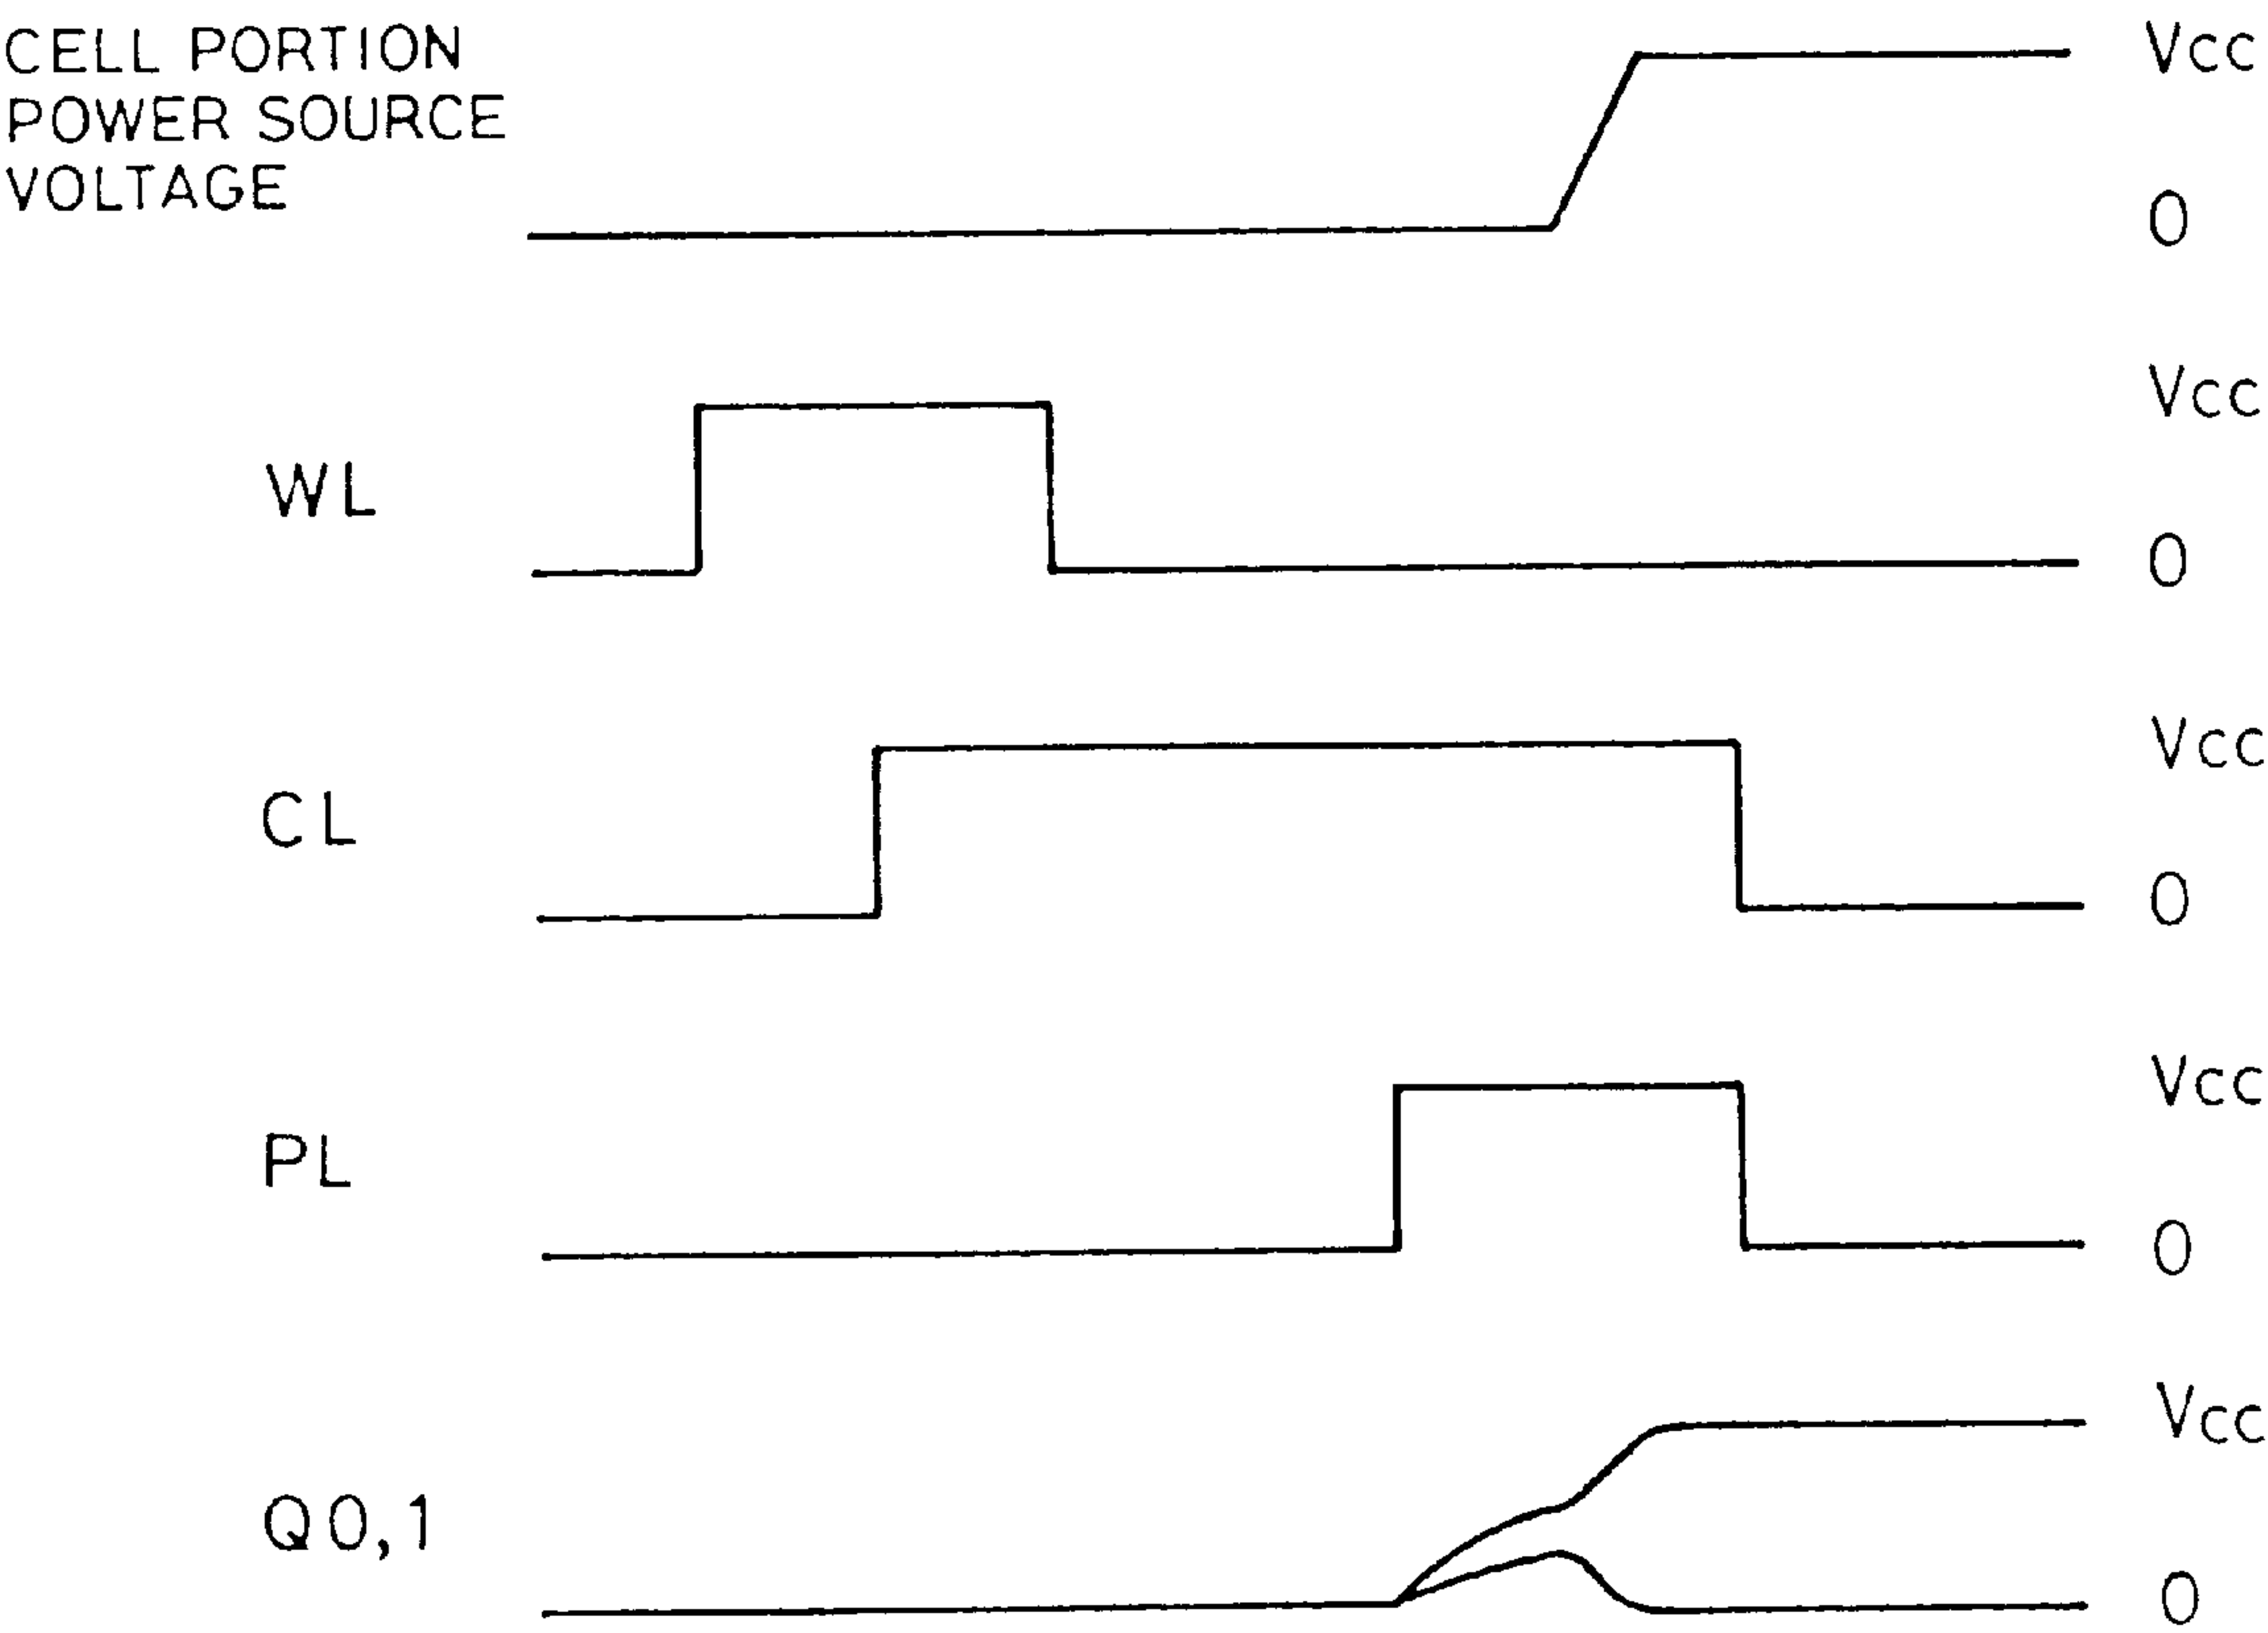 CELL PORTION
POWER SOURCE
VOLTAGE
Vcc
0
WL
Vcc
0
CL
Vcc
0
PL
Vcc
0
Q0,1
Vcc
0